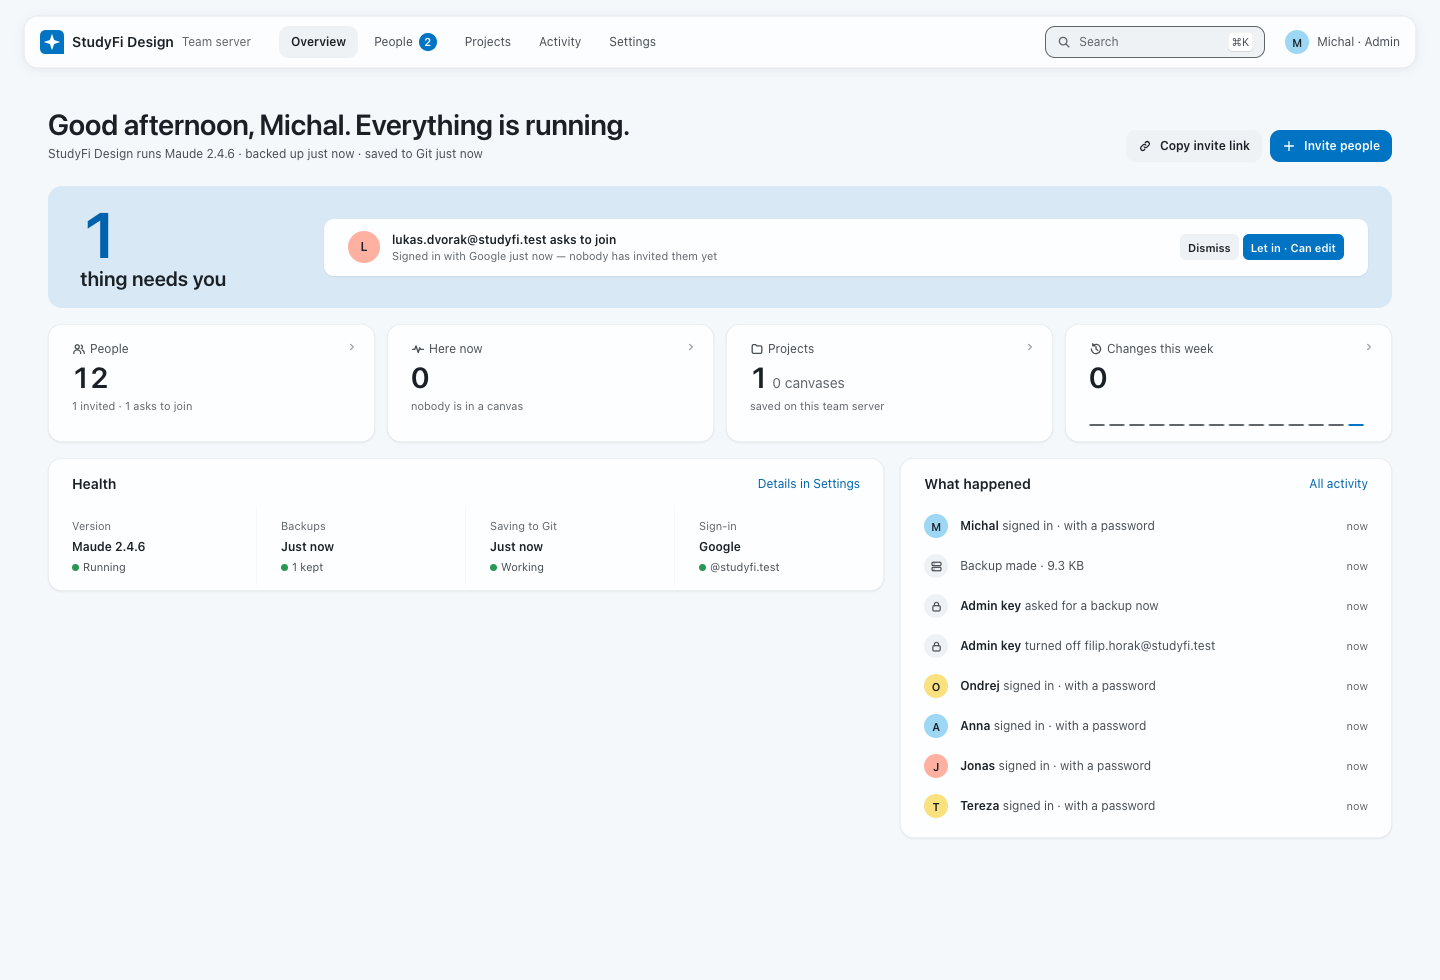 StudyFi Design Team server Overview People 2 Projects Activity Settings Search ⌘K M Michal · Admin
Good afternoon, Michal. Everything is running.
StudyFi Design runs Maude 2.4.6 · backed up just now · saved to Git just now
Copy invite link Invite people
1
thing needs you
L
lukas.dvorak@studyfi.test asks to join
Signed in with Google just now — nobody has invited them yet
Dismiss Let in · Can edit
People
12
1 invited · 1 asks to join
Here now
0
nobody is in a canvas
Projects
1 0 canvases
saved on this team server
Changes this week
0
Health Details in Settings
Version
Maude 2.4.6
Running
Backups
Just now
1 kept
Saving to Git
Just now
Working
Sign-in
Google
@studyfi.test
What happened All activity
M Michal signed in · with a password now
Backup made · 9.3 KB now
Admin key asked for a backup now now
Admin key turned off filip.horak@studyfi.test now
O Ondrej signed in · with a password now
A Anna signed in · with a password now
J Jonas signed in · with a password now
T Tereza signed in · with a password now